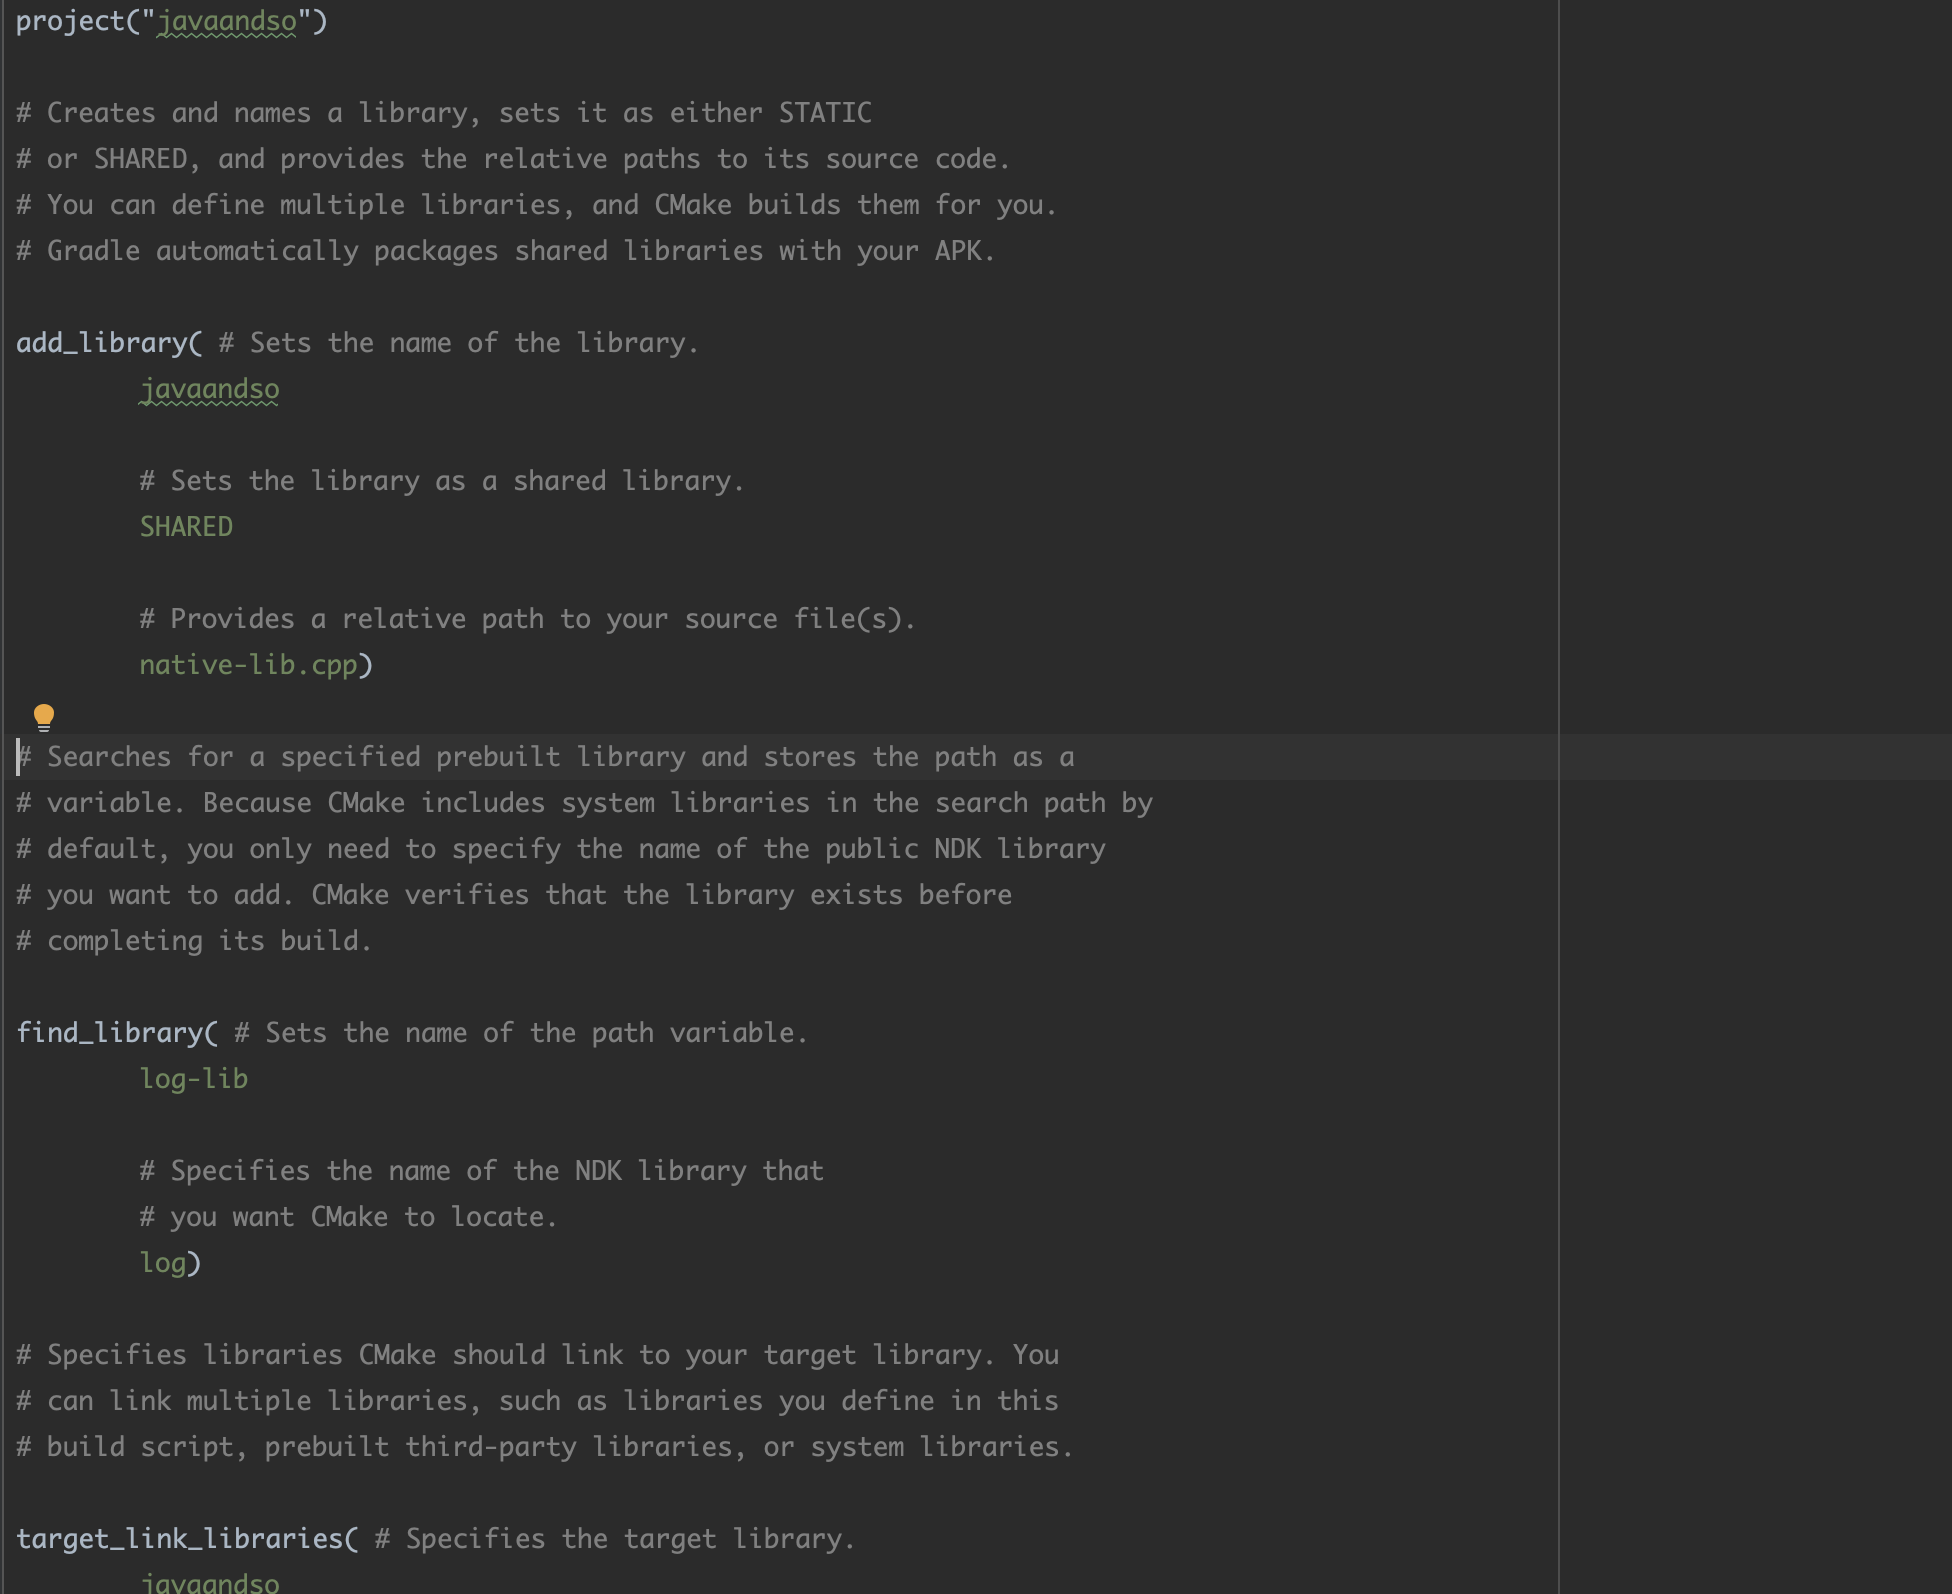 project("javaandso")
# Creates and names a library, sets it as either STATIC
# or SHARED, and provides the relative paths to its source code.
# You can define multiple libraries, and CMake builds them for you.
# Gradle automatically packages shared libraries with your APK.
add_library( # Sets the name of the library.
javaandso
# Sets the library as a shared library.
SHARED
# Provides a relative path to your source file(s).
native-lib.cpp)
# Searches for a specified prebuilt library and stores the path as a
# variable. Because CMake includes system libraries in the search path by
# default, you only need to specify the name of the public NDK library
# you want to add. CMake verifies that the library exists before
# completing its build.
find_library( # Sets the name of the path variable.
log-lib
# Specifies the name of the NDK library that
# you want CMake to locate.
log)
# Specifies libraries CMake should link to your target library. You
# can link multiple libraries, such as libraries you define in this
# build script, prebuilt third-party libraries, or system libraries.
target_link_libraries( # Specifies the target library.
javaandso